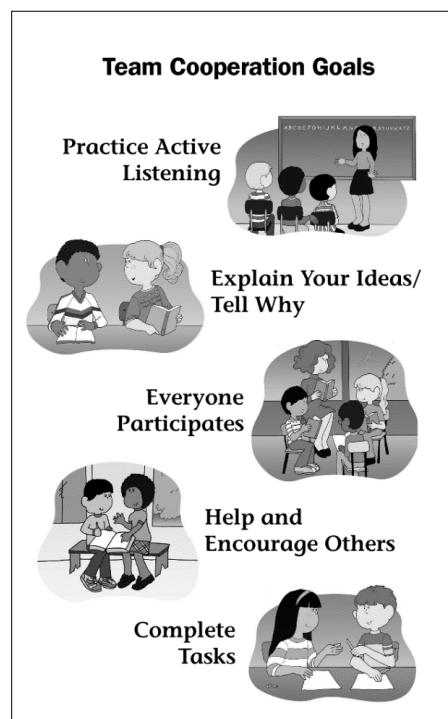 Team Cooperation Goals
ABCDEFGHIJKLMN
Practice Active
Listening
Explain Your Ideas/
Tell Why
Everyone
Participates
Help and
Encourage Others
Complete
Tasks